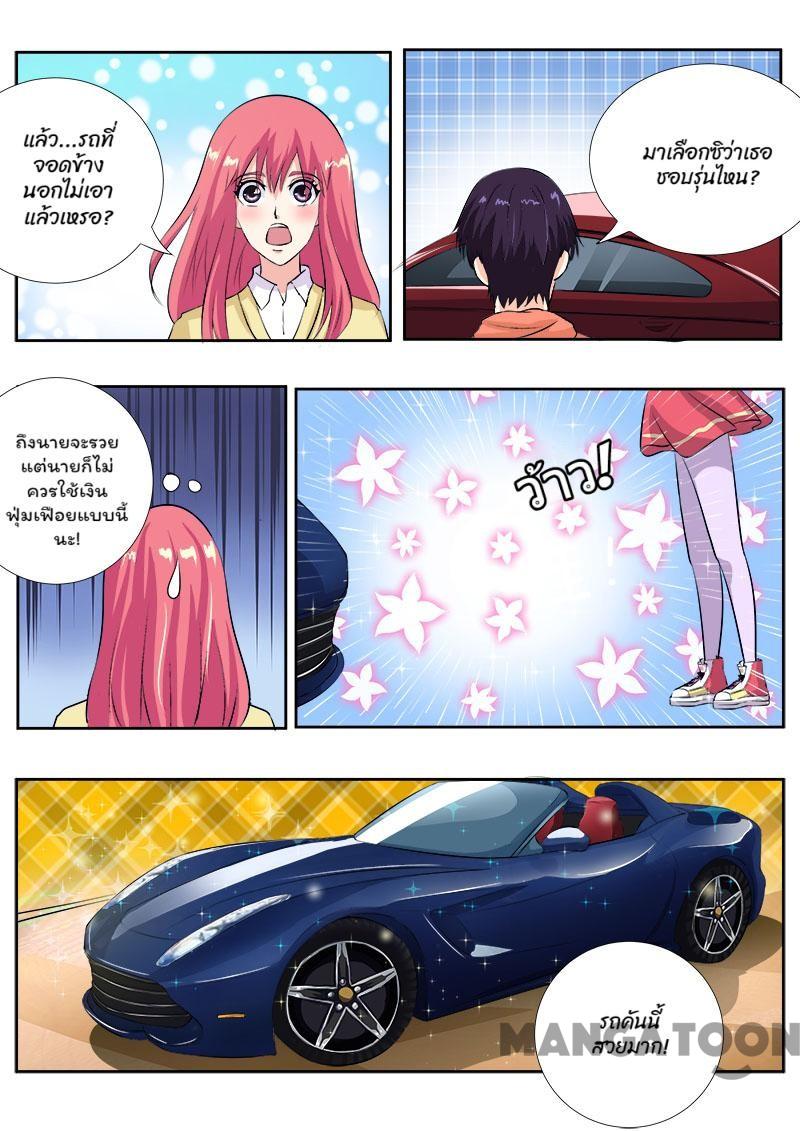 แล้ว...รถที่
จอดข้าง
นอกไม่เอา
แล้วเหรอ?
มาเลือกซิว่าเธอ
ชอบรุ่นไหน?
ถึงนายจะรวย
แต่นายก็ไม่
ควรใช้เงิน
ฟุ่มเฟือยแบบนี้
นะ!
ว้าว!
รถคันนี้
สวยมาก!
MANGATOON